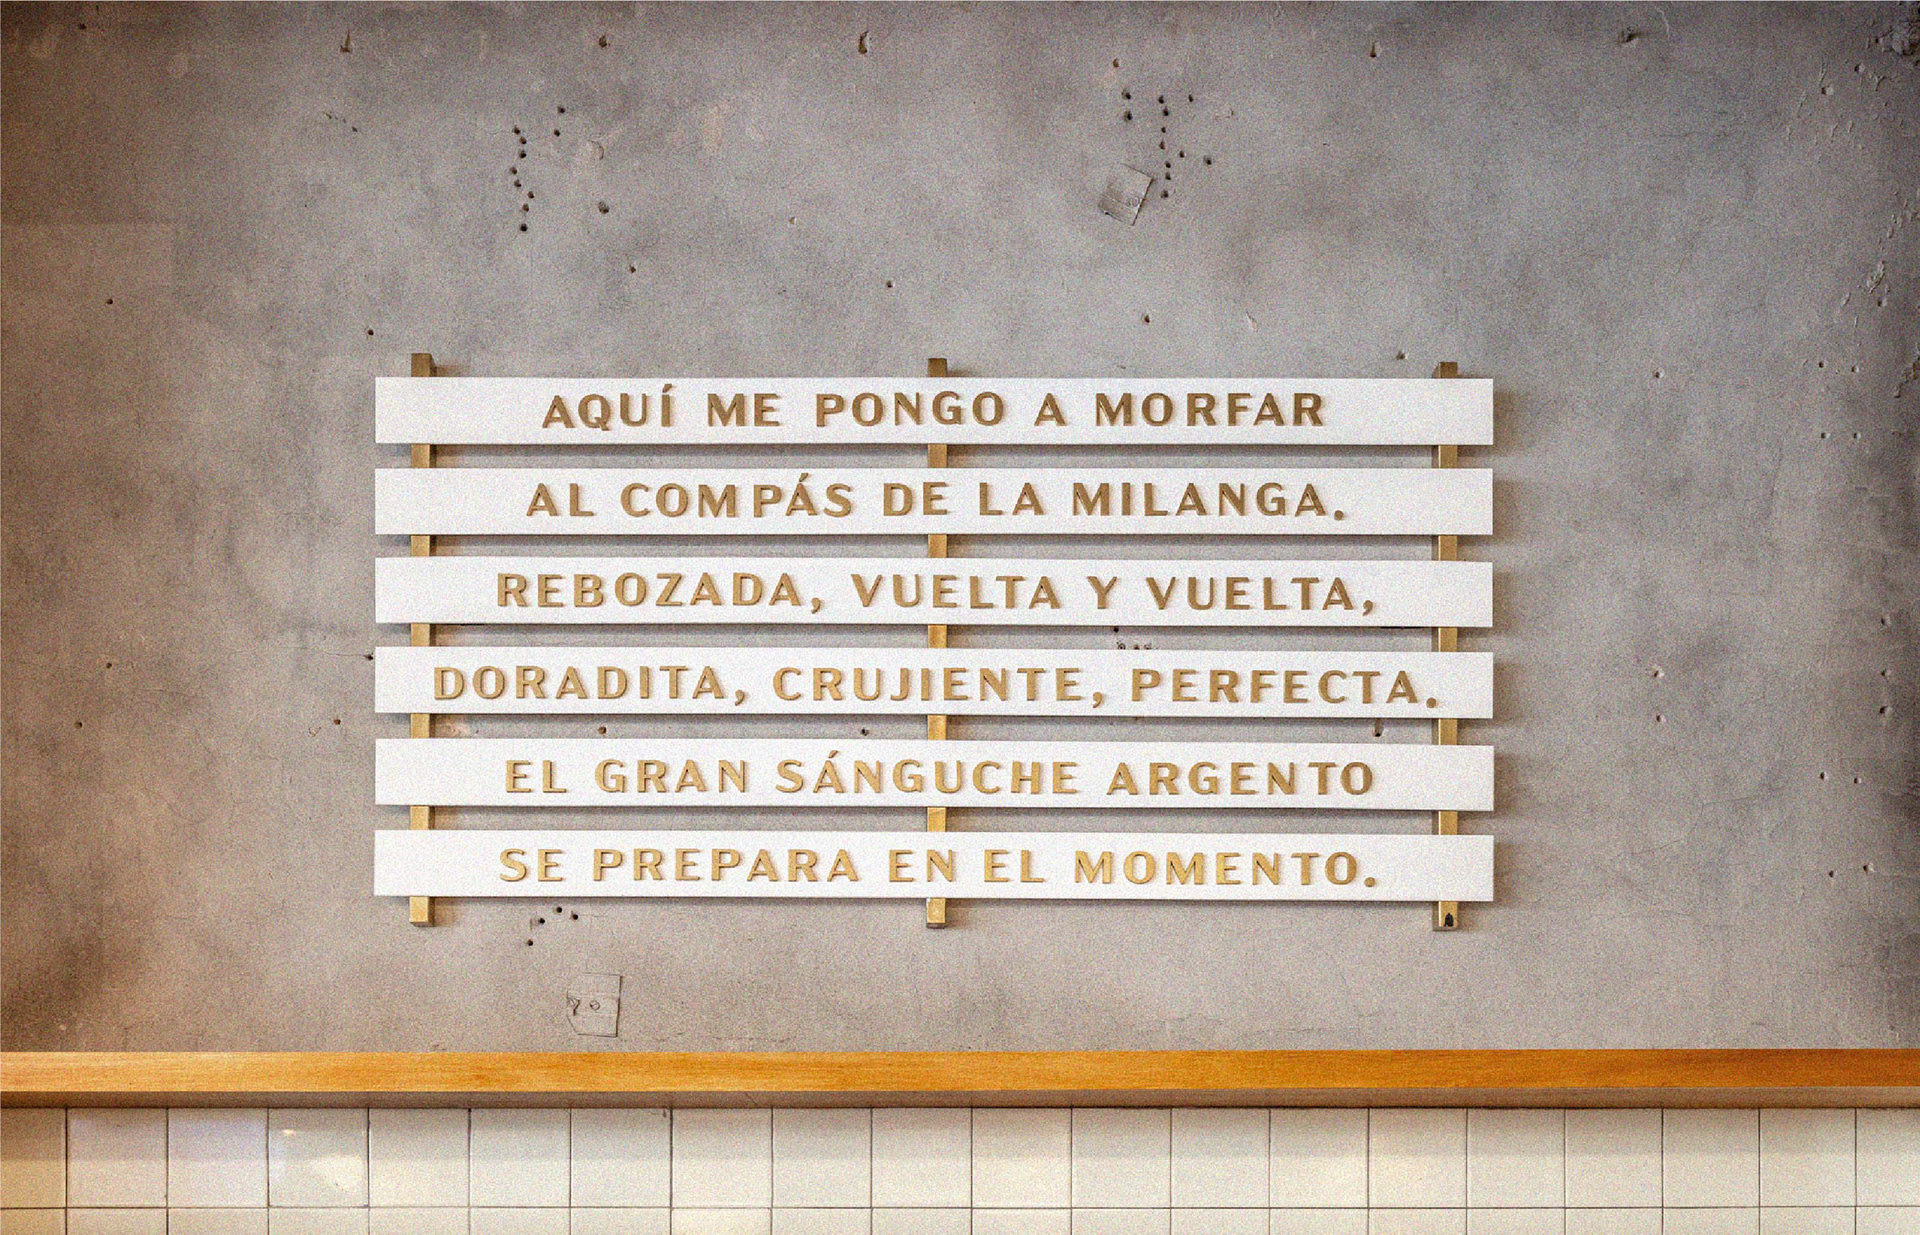 AQUÍ ME PONGO A MORFAR
AL COMPÁS DE LA MILANGA.
REBOZADA, VUELTA Y VUELTA,
DORADITA, CRUJIENTE, PERFECTA.
EL GRAN SÁNGUCHE ARGENTO
SE PREPARA EN EL MOMENTO.